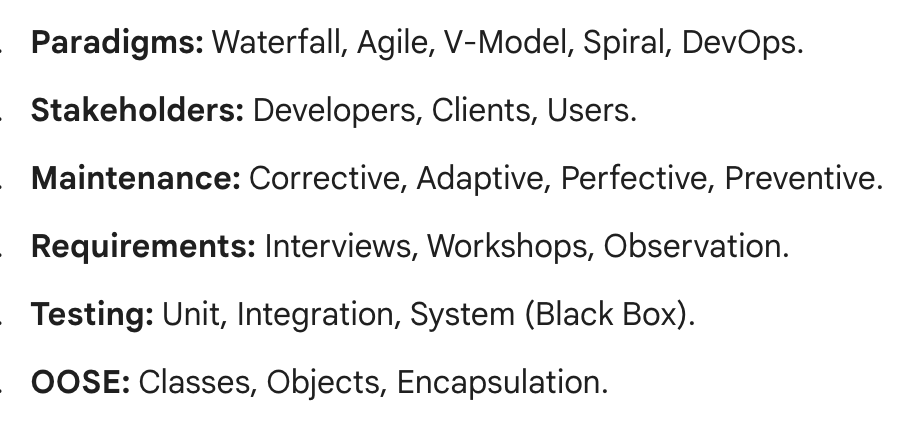 . Paradigms: Waterfall, Agile, V-Model, Spiral, DevOps.
. Stakeholders: Developers, Clients, Users.
. Maintenance: Corrective, Adaptive, Perfective, Preventive.
. Requirements: Interviews, Workshops, Observation.
. Testing: Unit, Integration, System (Black Box).
. OOSE: Classes, Objects, Encapsulation.